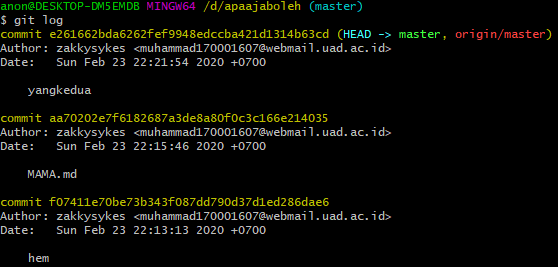 anon@DESKTOP-DM5EMDB MINGW64 /d/apaajaboleh (master)
$ git log
commit e261662bda6262fef9948edccba421d1314b63cd (HEAD -> master, origin/master)
Author: zakkysykes <muhammad170001607@webmail.uad.ac.id>
Date:   Sun Feb 23 22:21:54 2020 +0700
    yangkedua
commit aa70202e7f6182687a3de8a80f0c3c166e214035
Author: zakkysykes <muhammad170001607@webmail.uad.ac.id>
Date:   Sun Feb 23 22:15:46 2020 +0700
    MAMA.md
commit f07411e70be73b343f087dd790d37d1ed286dae6
Author: zakkysykes <muhammad170001607@webmail.uad.ac.id>
Date:   Sun Feb 23 22:13:13 2020 +0700
    hem